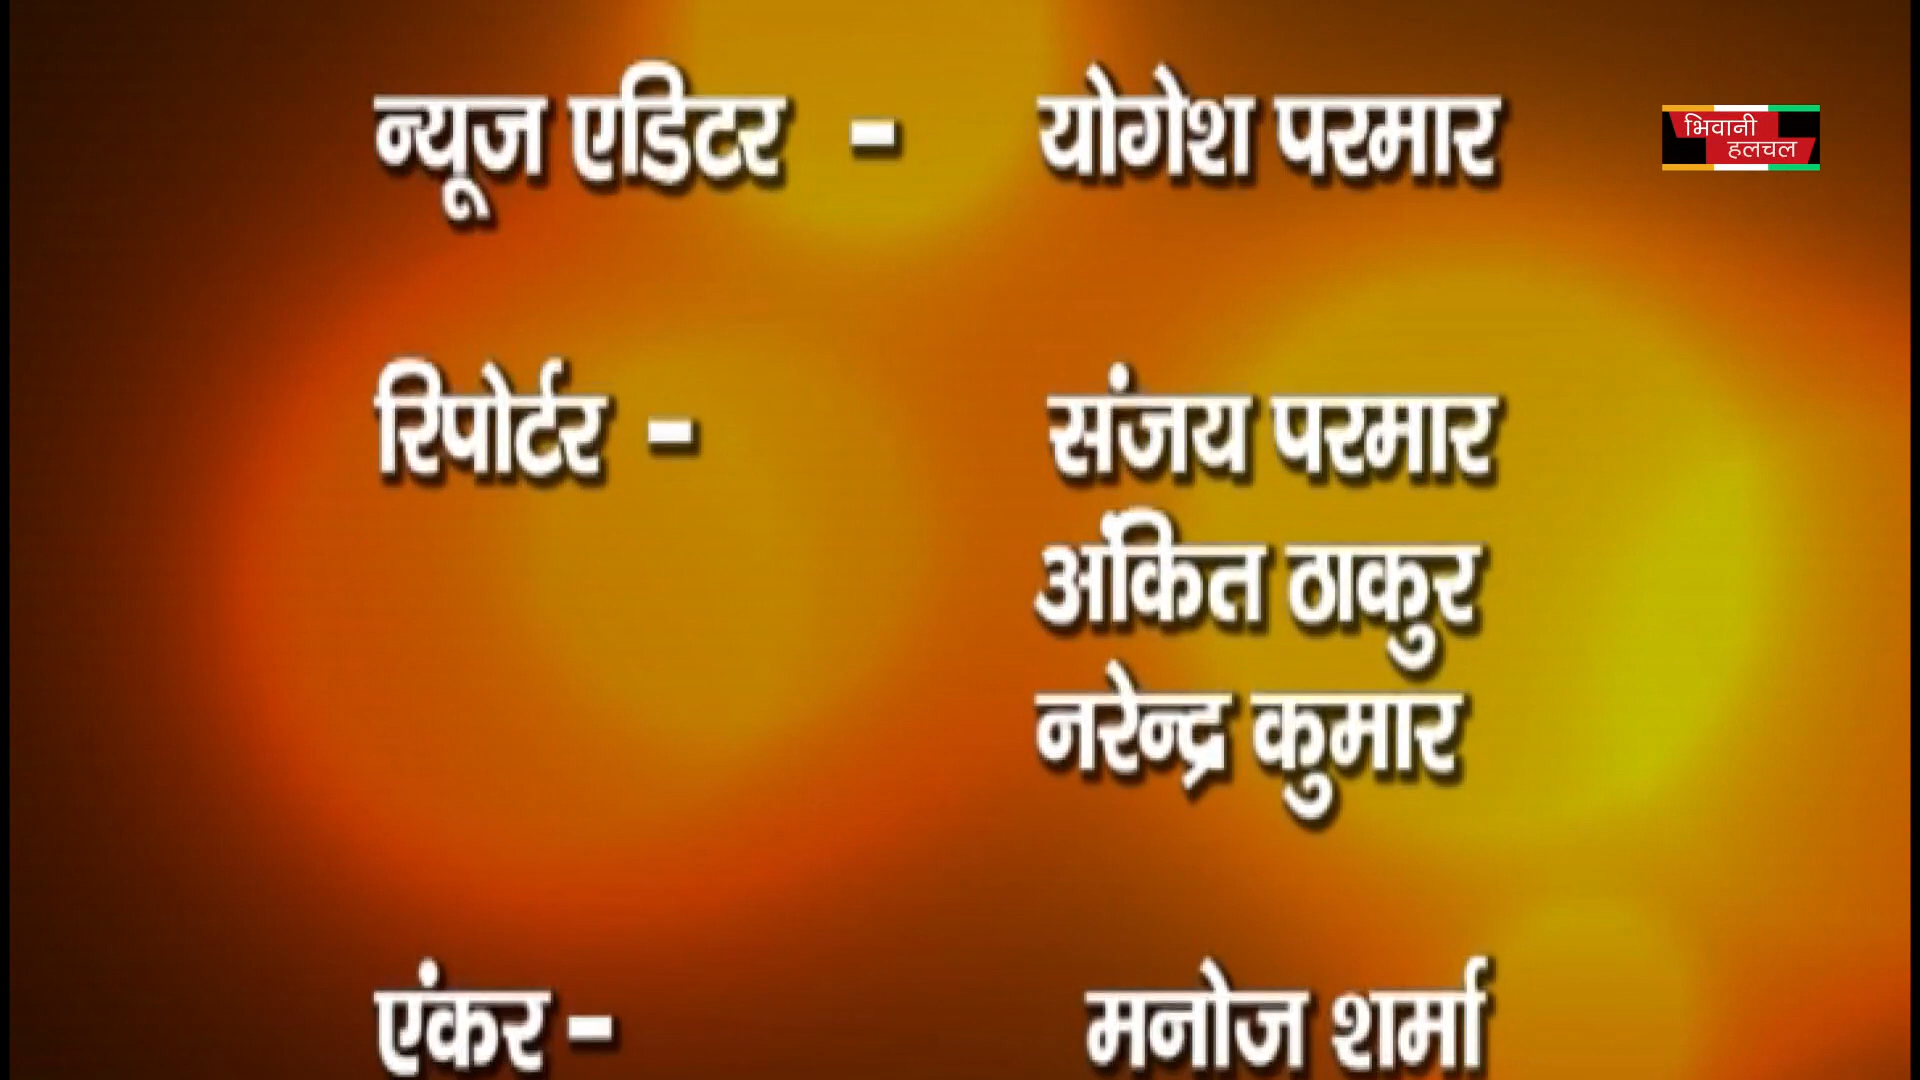 न्यूज एडिटर - योगेश परमार
भिवानी
हलचल
रिपोर्टर - संजय परमार
अंकित ठाकुर
नरेन्द्र कुमार
एंकर - मनोज शर्मा